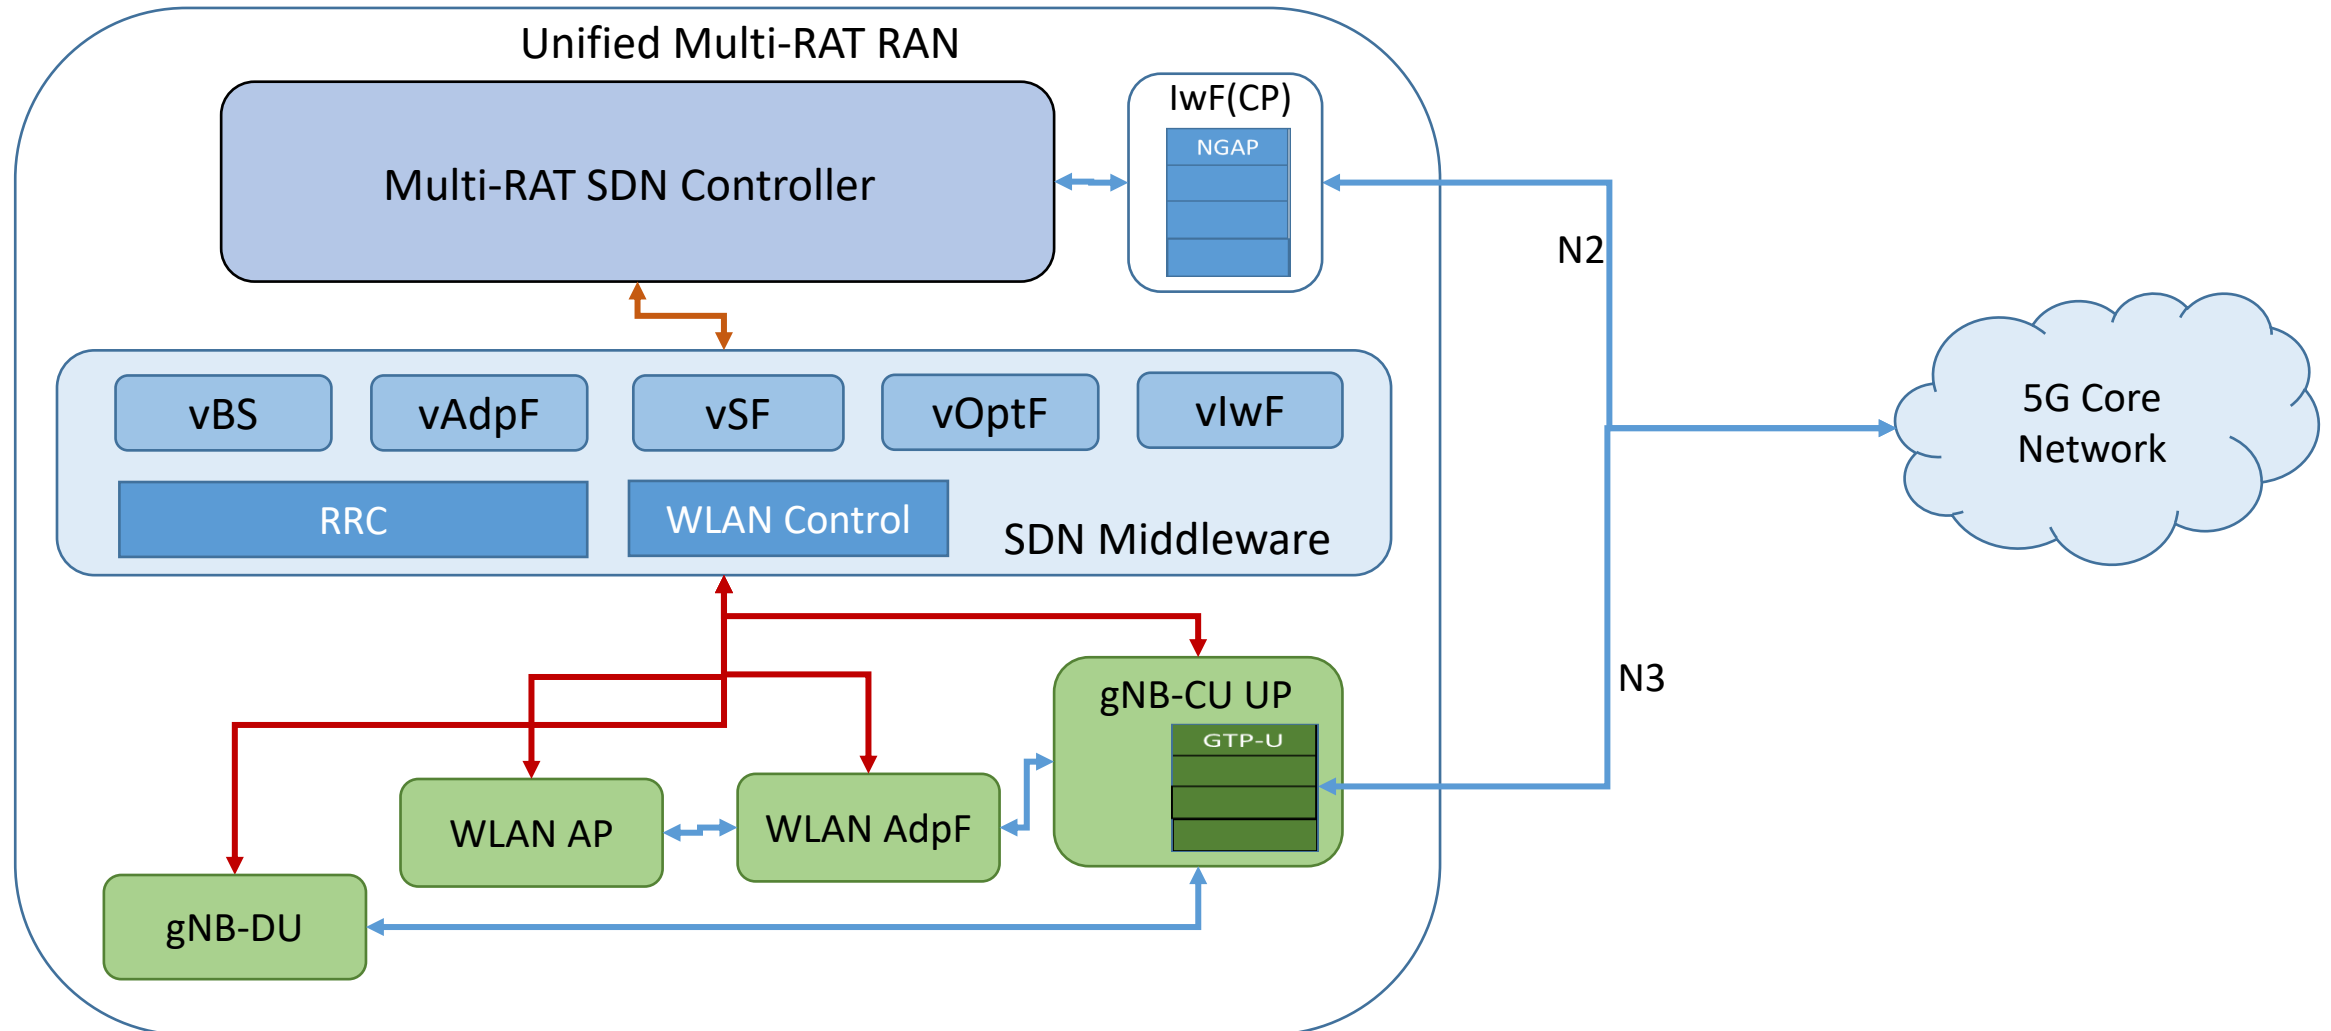 Unified Multi-RAT RAN
Multi-RAT SDN Controller
IwF(CP)
NGAP
N2
vBS
vAdpF
vSF
vOptF
vIwF
RRC
WLAN Control
SDN Middleware
5G Core
Network
N3
gNB-CU UP
GTP-U
WLAN AP
WLAN AdpF
gNB-DU